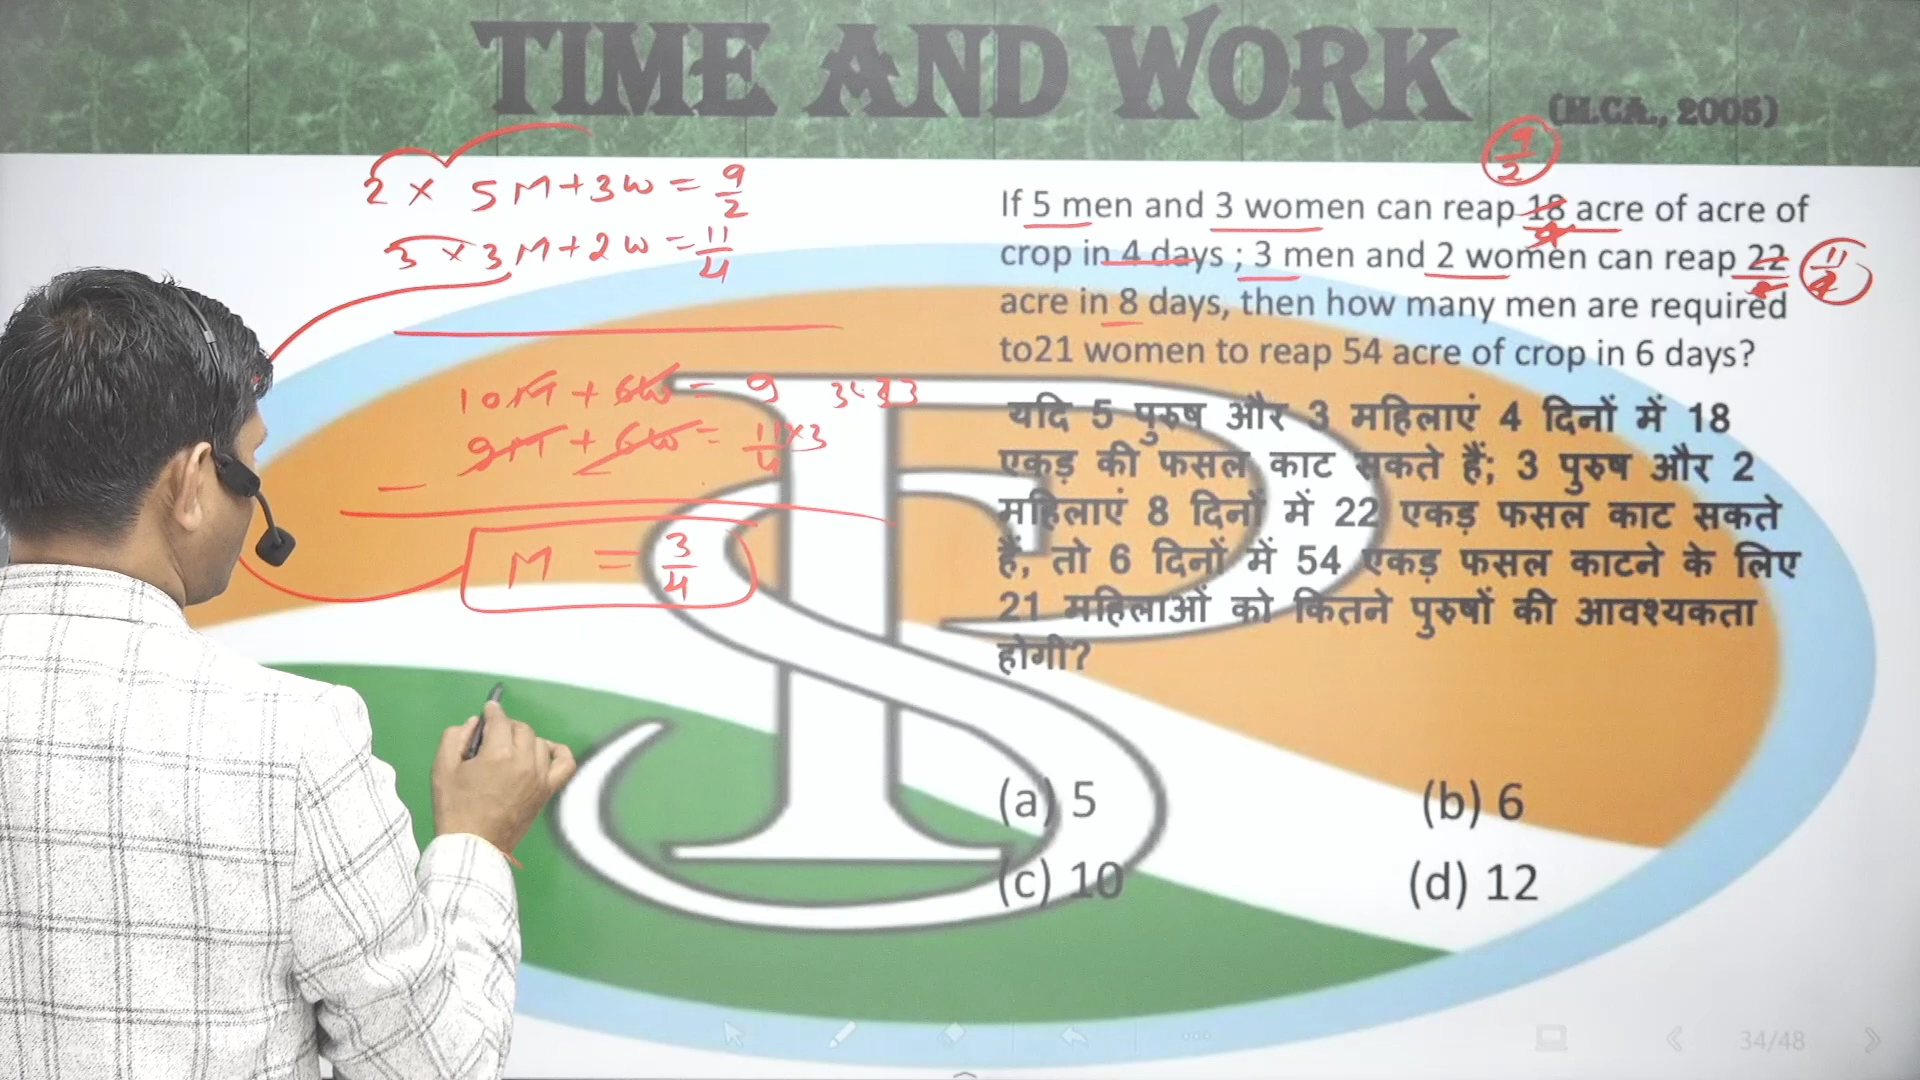 TIME AND WORK
(M.CA., 2005)
2 × 5M+3W = 9/2
3 × 3M+2W = 11/4
10M + 6W = 9
9M + 6W = 11/4 × 3
M = 3/4
9/2
If 5 men and 3 women can reap 18 acre of acre of
crop in 4 days ; 3 men and 2 women can reap 22
11/4
acre in 8 days, then how many men are required
to21 women to reap 54 acre of crop in 6 days?
यदि 5 पुरुष और 3 महिलाएं 4 दिनों में 18
एकड़ की फसल काट सकते हैं; 3 पुरुष और 2
महिलाएं 8 दिनों में 22 एकड़ फसल काट सकते
हैं, तो 6 दिनों में 54 एकड़ फसल काटने के लिए
21 महिलाओं को कितने पुरुषों की आवश्यकता
होगी?
(a) 5 (b) 6
(c) 10 (d) 12
34/48